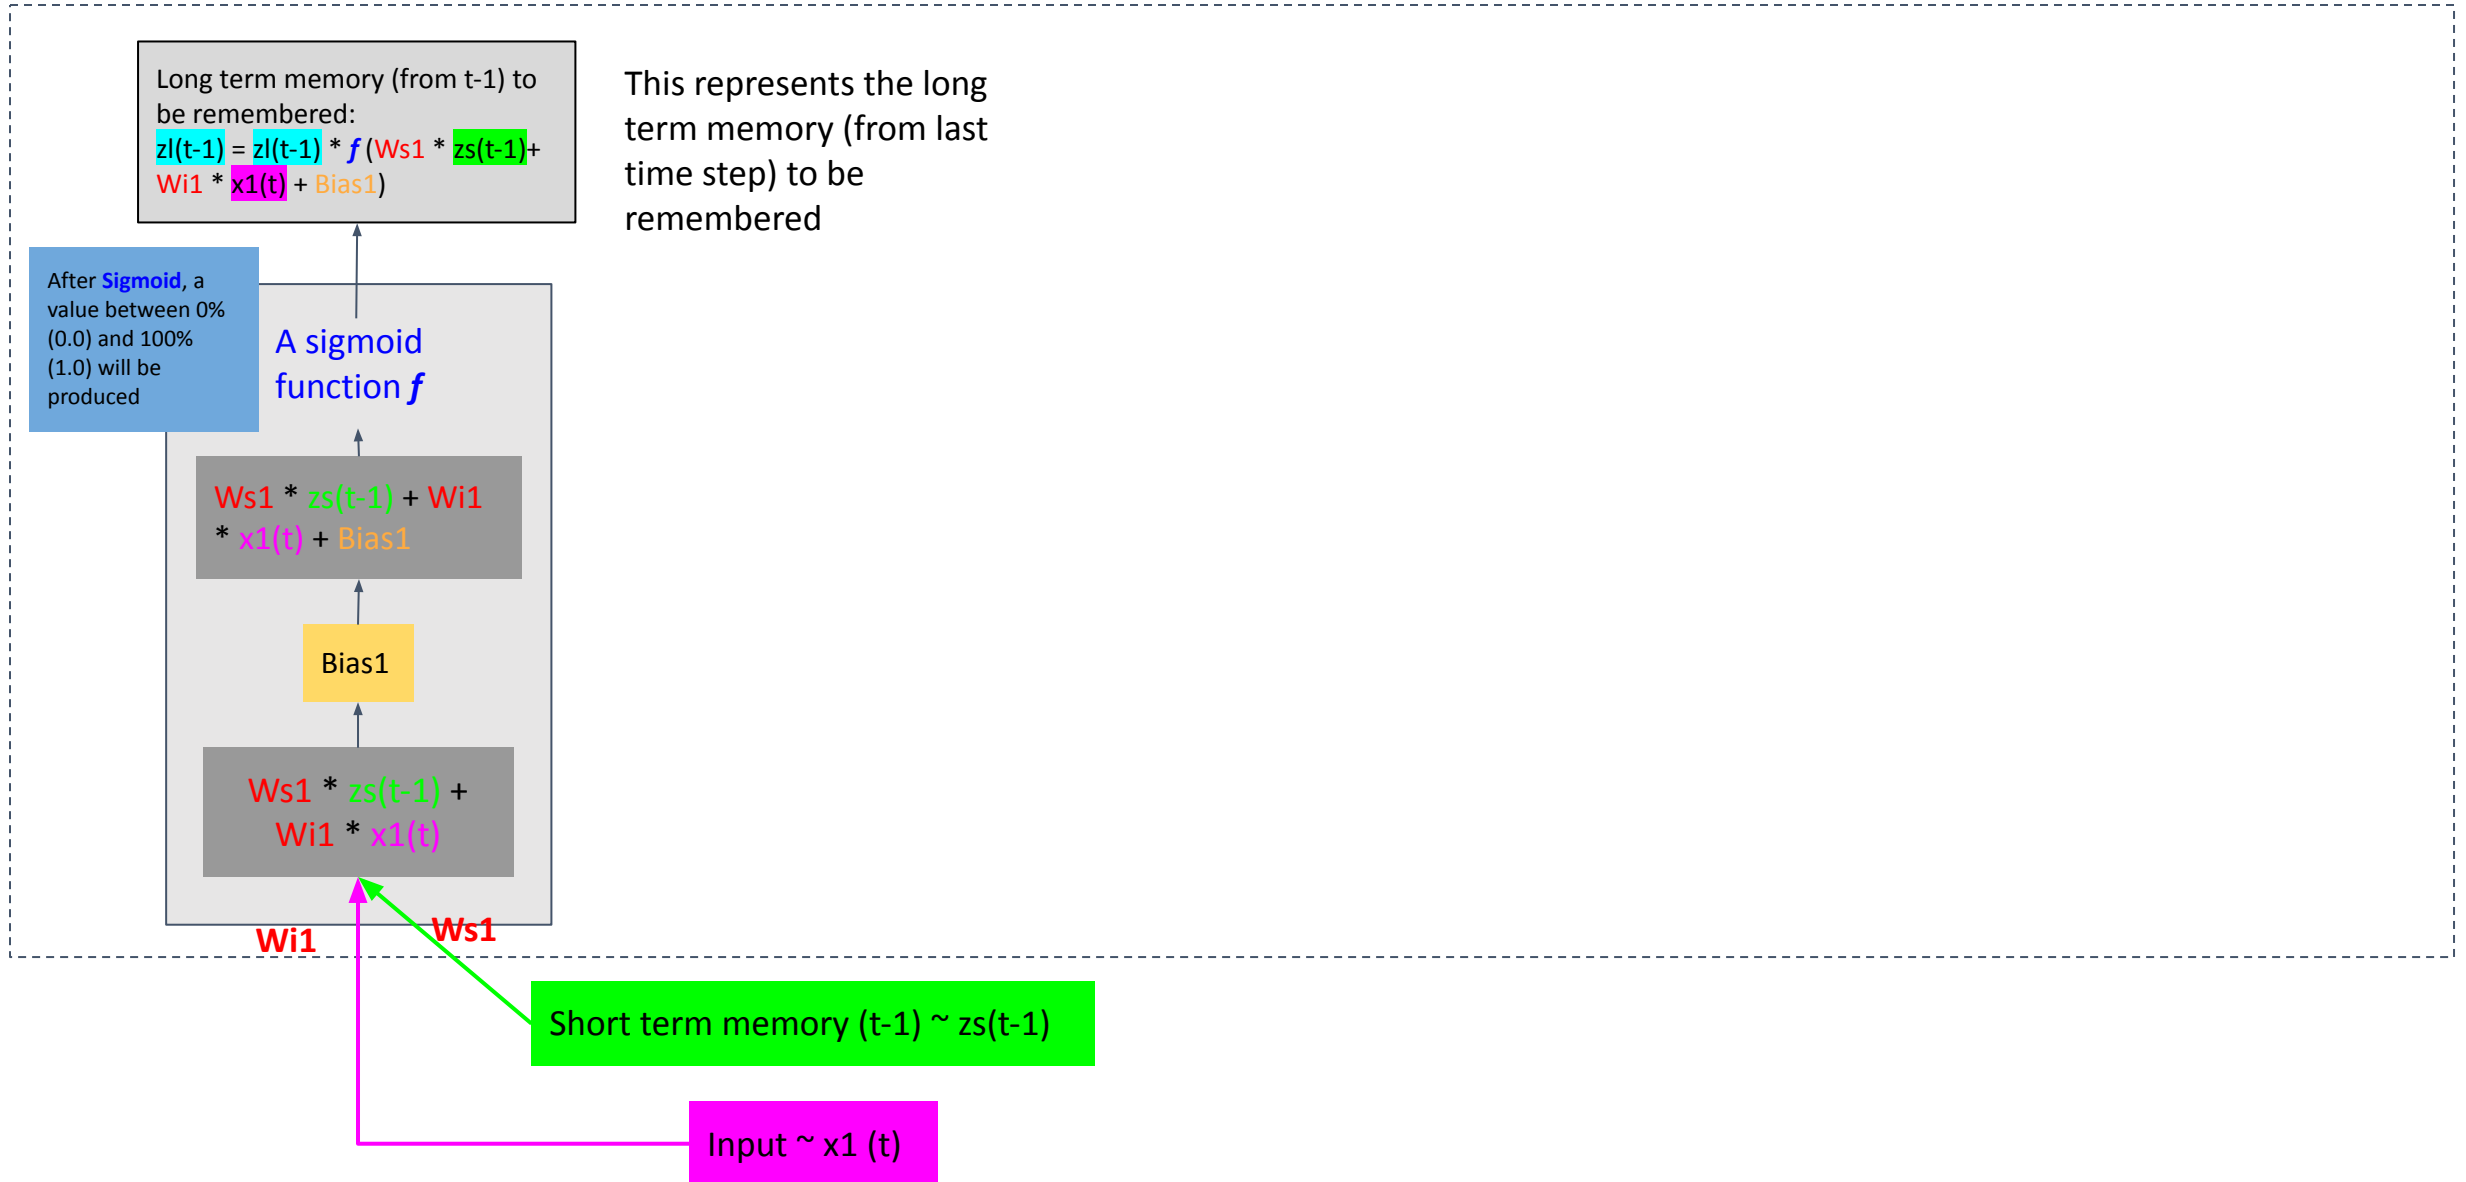 Long term memory (from t-1) to
be remembered:
zl(t-1) = zl(t-1) * f (Ws1 * zs(t-1)+
Wi1 * x1(t) + Bias1)
This represents the long
term memory (from last
time step) to be
remembered
After Sigmoid, a
value between 0%
(0.0) and 100%
(1.0) will be
produced
A sigmoid
function f
Ws1 * zs(t-1) + Wi1
* x1(t) + Bias1
Bias1
Ws1 * zs(t-1) +
Wi1 * x1(t)
Wi1
Ws1
Short term memory (t-1) ~ zs(t-1)
Input ~ x1 (t)